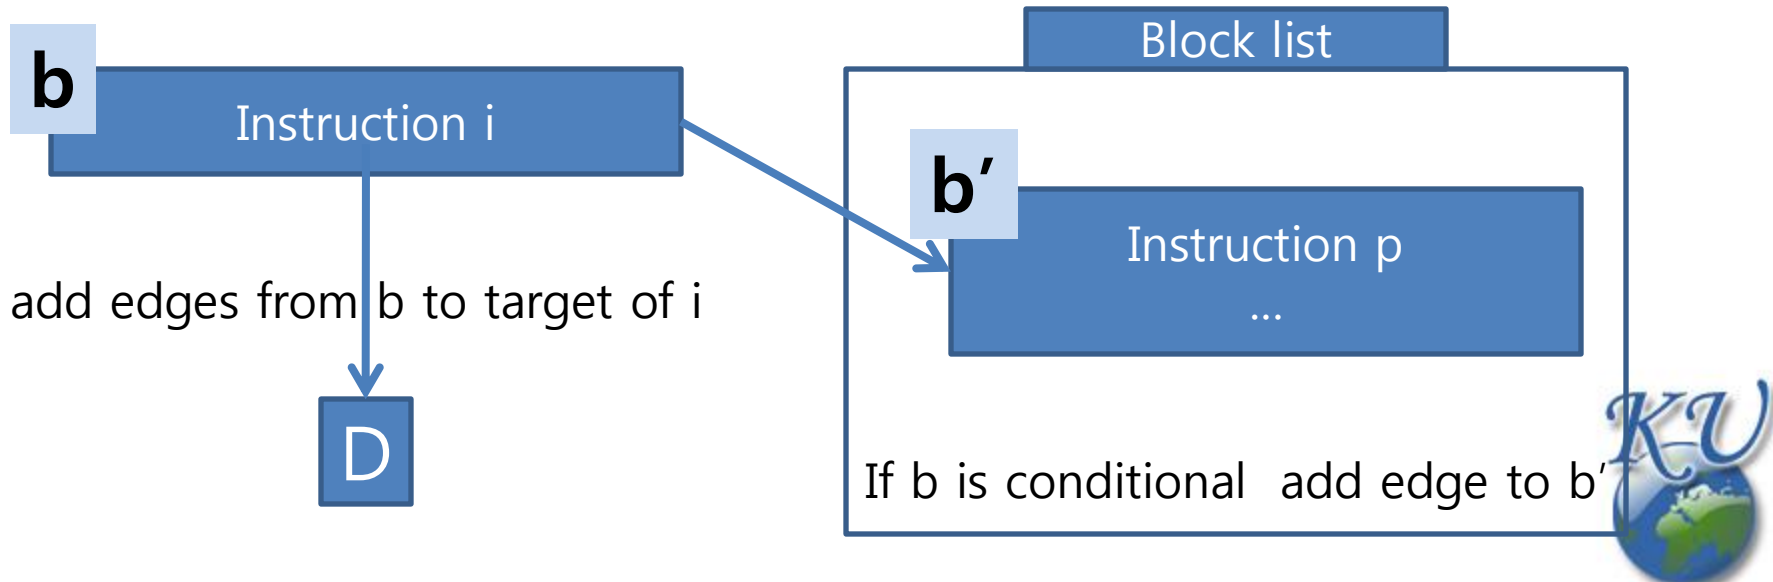 Block list
b
Instruction i
b′
Instruction p
...
add edges from b to target of i
D
If b is conditional add edge to b′
KU